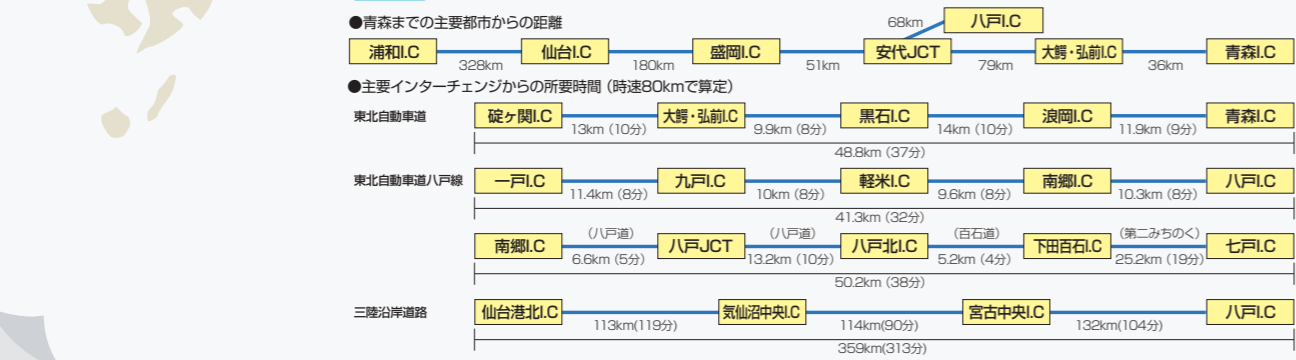 ●青森までの主要都市からの距離
68km 八戸I.C
浦和I.C 仙台I.C 盛岡I.C 安代JCT 大鰐・弘前I.C 青森I.C
328km 180km 51km 79km 36km
●主要インターチェンジからの所要時間（時速80kmで算定）
東北自動車道 碇ヶ関I.C 大鰐・弘前I.C 黒石I.C 浪岡I.C 青森I.C
13km（10分） 9.9km（8分） 14km（10分） 11.9km（9分）
48.8km（37分）
東北自動車道八戸線 一戸I.C 九戸I.C 軽米I.C 南郷I.C 八戸I.C
11.4km（8分） 10km（8分） 9.6km（8分） 10.3km（8分）
41.3km（32分）
（八戸道） （八戸道） （百石道） （第二みちのく）
南郷I.C 八戸JCT 八戸北I.C 下田百石I.C 七戸I.C
6.6km（5分） 13.2km（10分） 5.2km（4分） 25.2km（19分）
50.2km（38分）
三陸沿岸道路 仙台港北I.C 気仙沼中央I.C 宮古中央I.C 八戸I.C
113km(119分) 114km(90分) 132km(104分)
359km(313分)